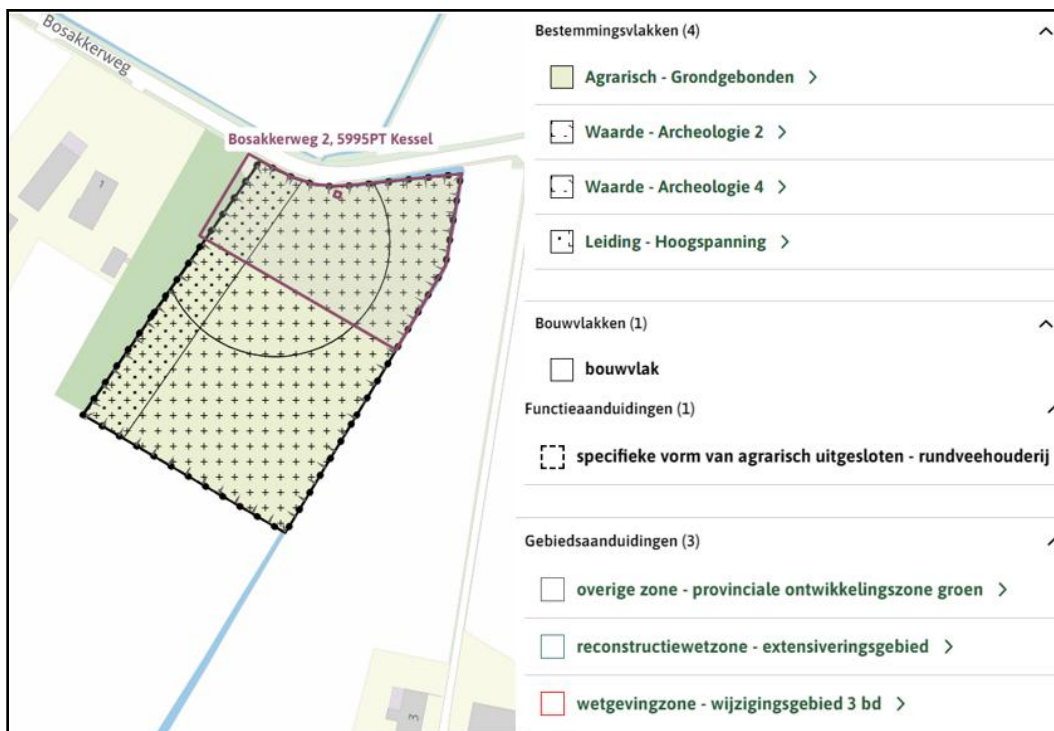 Bosakkerweg
Bosakkerweg 2, 5995PT Kessel
1
3
Bestemmingsvlakken (4)
Agrarisch - Grondgebonden
Waarde - Archeologie 2
Waarde - Archeologie 4
Leiding - Hoogspanning
Bouwvlakken (1)
bouwvlak
Functieaanduidingen (1)
specifieke vorm van agrarisch uitgesloten - rundveehouderij
Gebiedsaanduidingen (3)
overige zone - provinciale ontwikkelingszone groen
reconstructiewetzone - extensiveringsgebied
wetgevingzone - wijzigingsgebied 3 bd